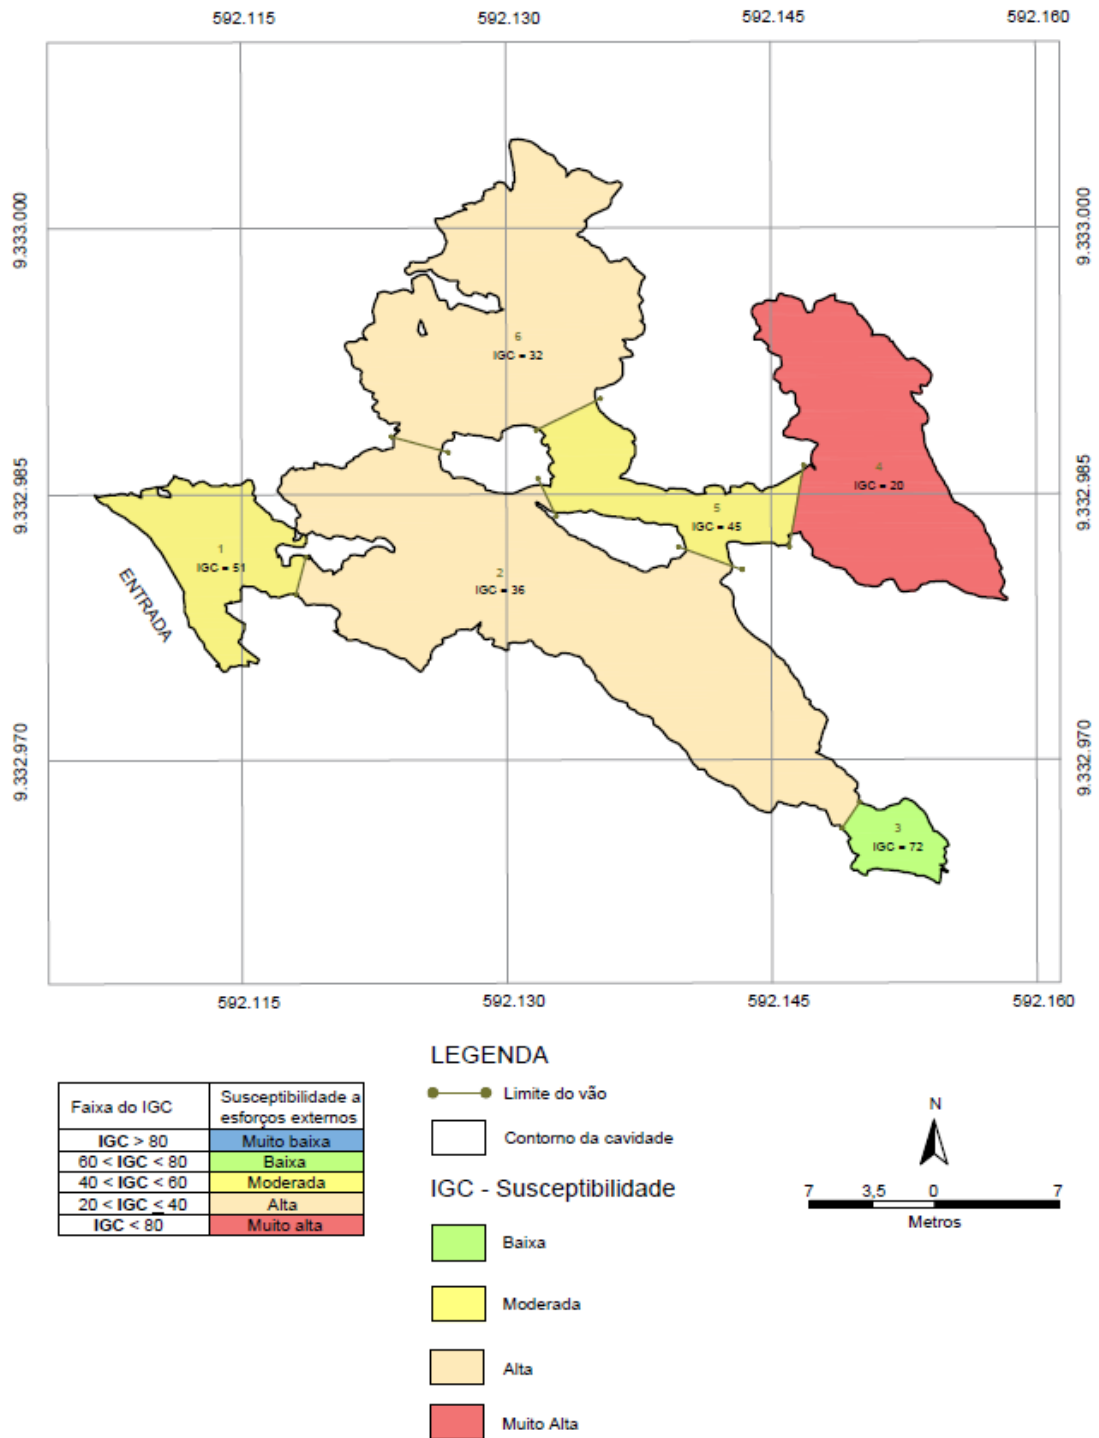 592.115 592.130 592.145 592.160
9.333.000 9.333.000
6
IGC = 32
9.332.985 9.332.985
4
IGC = 20
5
IGC = 45
1
IGC = 51
2
IGC = 36
ENTRADA
9.332.970 9.332.970
3
IGC = 72
592.115 592.130 592.145 592.160
LEGENDA
Limite do vão
Contorno da cavidade
IGC - Susceptibilidade
Baixa
Moderada
Alta
Muito Alta
Faixa do IGC Susceptibilidade a
esforços externos
IGC > 80 Muito baixa
60 < IGC < 80 Baixa
40 < IGC < 60 Moderada
20 < IGC ≤ 40 Alta
IGC < 80 Muito alta
N
7 3,5 0 7
Metros